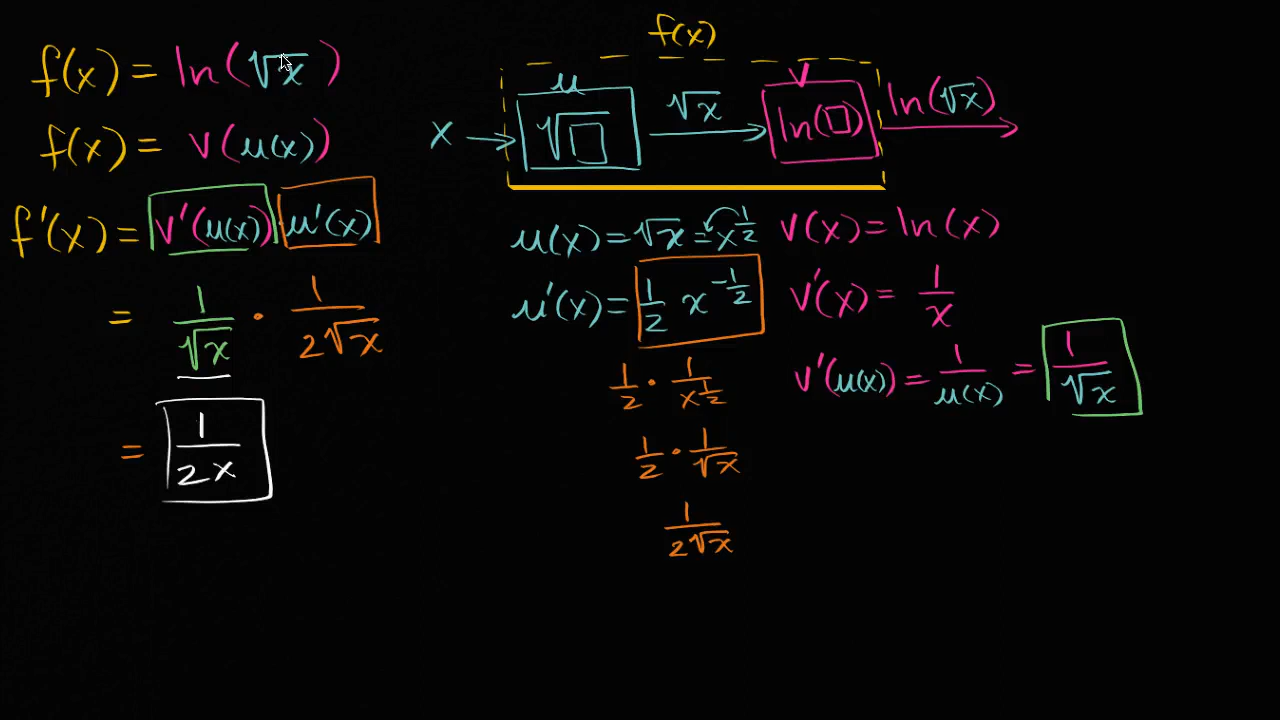 f(x) = ln(√x)
f(x) = v(u(x))
f'(x) = v'(u(x)) · u'(x)
= 1/√x · 1/(2√x)
= 1/(2x)
f(x)
x → u √□ √x → v ln(□) ln(√x) →
u(x) = √x = x^(1/2)
u'(x) = 1/2 x^(-1/2)
1/2 · 1/x^(1/2)
1/2 · 1/√x
1/(2√x)
v(x) = ln(x)
v'(x) = 1/x
v'(u(x)) = 1/u(x) = 1/√x